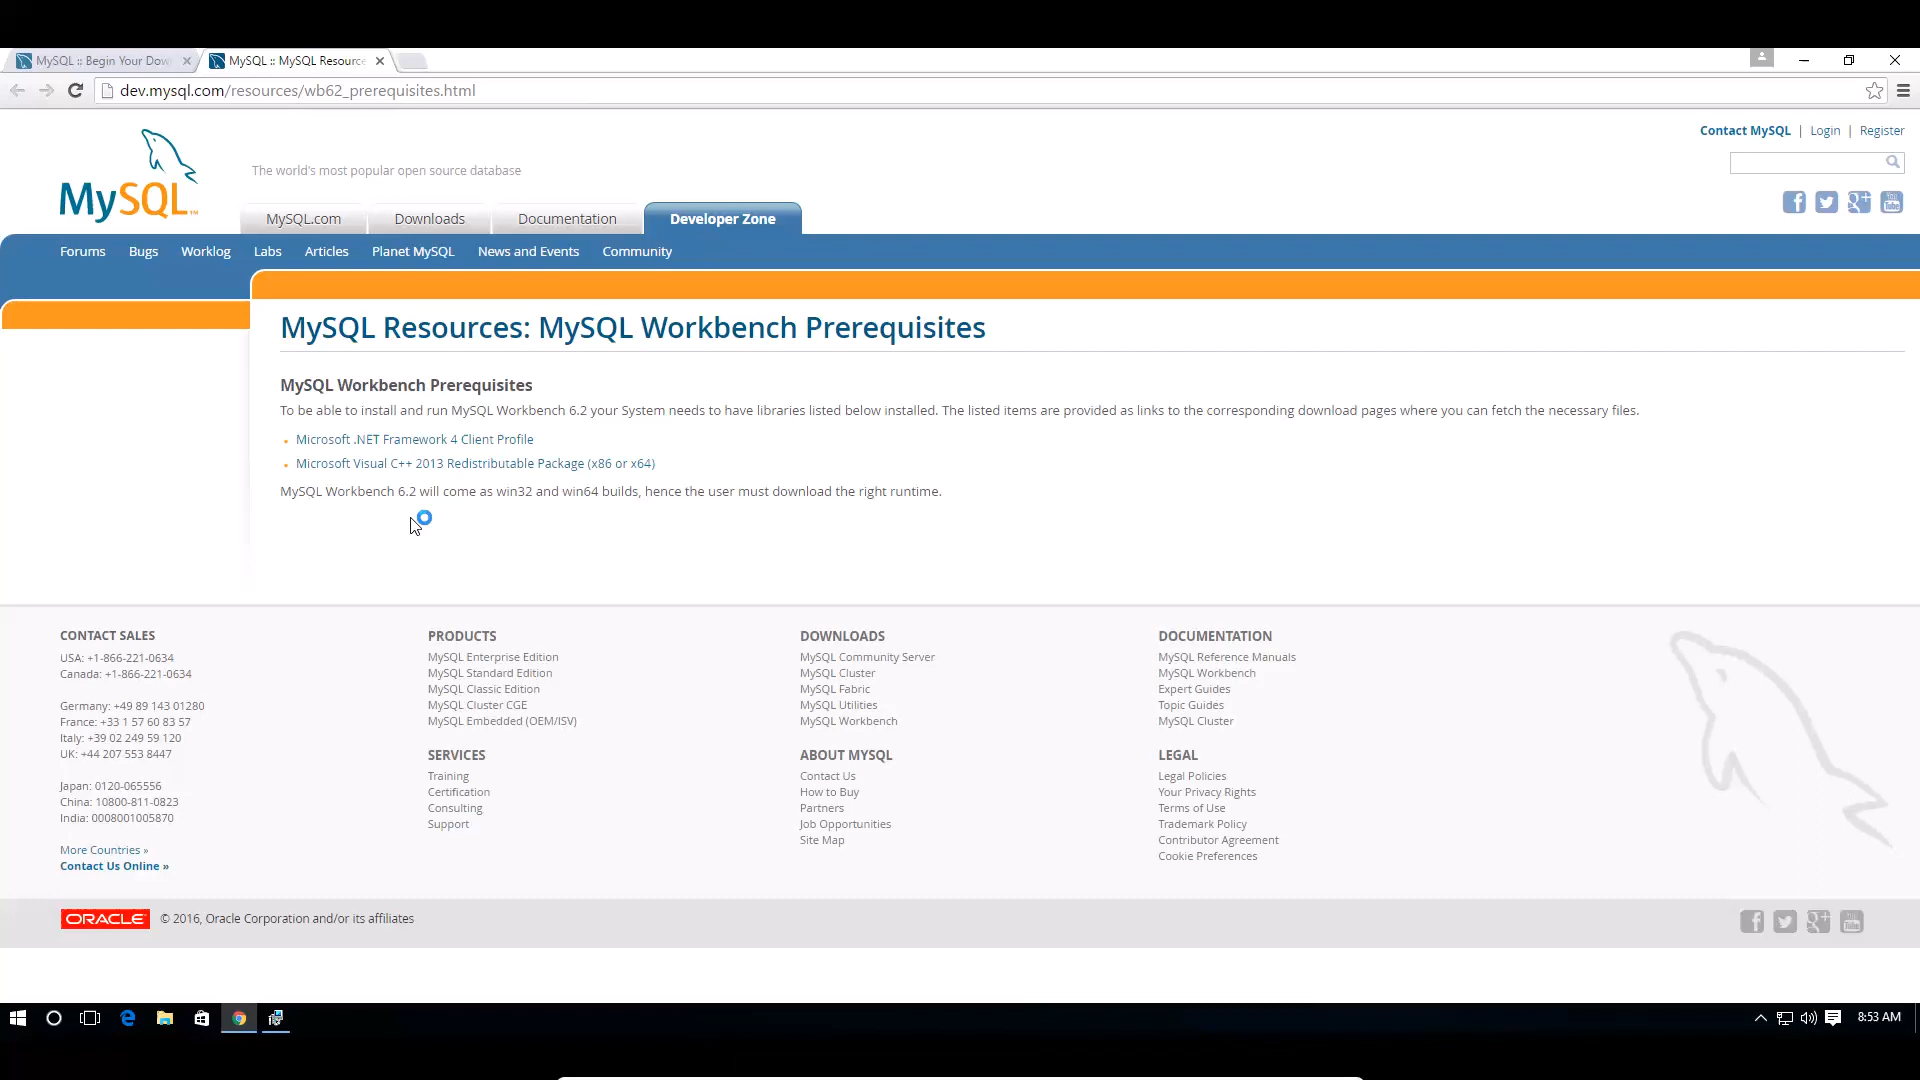 MySQL :: Begin Your Dow
MySQL :: MySQL Resource
dev.mysql.com/resources/wb62_prerequisites.html
Contact MySQL | Login | Register
MySQL™
The world's most popular open source database
MySQL.com Downloads Documentation Developer Zone
Forums Bugs Worklog Labs Articles Planet MySQL News and Events Community
MySQL Resources: MySQL Workbench Prerequisites
MySQL Workbench Prerequisites
To be able to install and run MySQL Workbench 6.2 your System needs to have libraries listed below installed. The listed items are provided as links to the corresponding download pages where you can fetch the necessary files.
Microsoft .NET Framework 4 Client Profile
Microsoft Visual C++ 2013 Redistributable Package (x86 or x64)
MySQL Workbench 6.2 will come as win32 and win64 builds, hence the user must download the right runtime.
CONTACT SALES
USA: +1-866-221-0634
Canada: +1-866-221-0634
Germany: +49 89 143 01280
France: +33 1 57 60 83 57
Italy: +39 02 249 59 120
UK: +44 207 553 8447
Japan: 0120-065556
China: 10800-811-0823
India: 0008001005870
More Countries »
Contact Us Online »
PRODUCTS
MySQL Enterprise Edition
MySQL Standard Edition
MySQL Classic Edition
MySQL Cluster CGE
MySQL Embedded (OEM/ISV)
SERVICES
Training
Certification
Consulting
Support
DOWNLOADS
MySQL Community Server
MySQL Cluster
MySQL Fabric
MySQL Utilities
MySQL Workbench
ABOUT MYSQL
Contact Us
How to Buy
Partners
Job Opportunities
Site Map
DOCUMENTATION
MySQL Reference Manuals
MySQL Workbench
Expert Guides
Topic Guides
MySQL Cluster
LEGAL
Legal Policies
Your Privacy Rights
Terms of Use
Trademark Policy
Contributor Agreement
Cookie Preferences
ORACLE © 2016, Oracle Corporation and/or its affiliates
8:53 AM